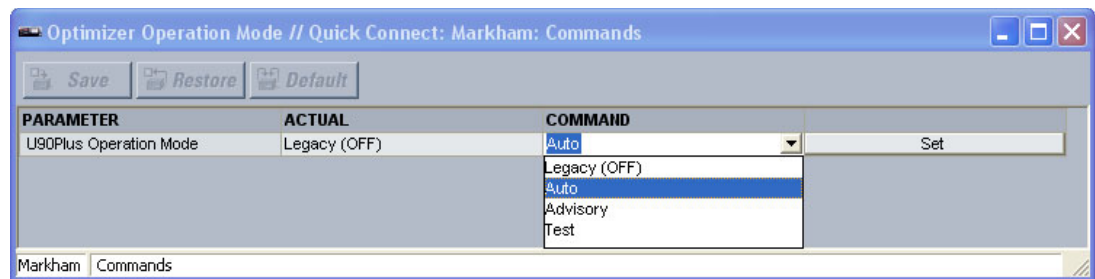 Optimizer Operation Mode // Quick Connect: Markham: Commands
Save Restore Default
PARAMETER ACTUAL COMMAND
U90Plus Operation Mode Legacy (OFF) Auto Set
Legacy (OFF)
Auto
Advisory
Test
Markham Commands